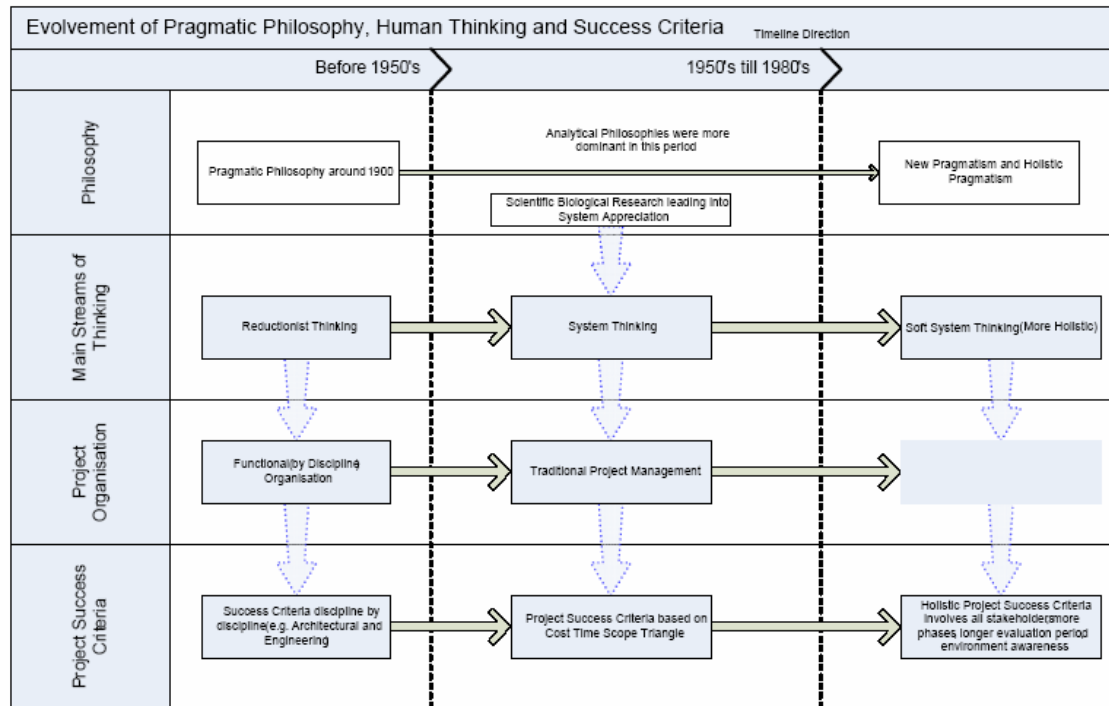 Evolvement of Pragmatic Philosophy, Human Thinking and Success Criteria
Timeline Direction
Before 1950's
1950's till 1980's
Philosophy
Pragmatic Philosophy around 1900
Analytical Philosophies were more
dominant in this period
New Pragmatism and Holistic
Pragmatism
Scientific Biological Research leading into
System Appreciation
Main Streams of
Thinking
Reductionist Thinking
System Thinking
Soft System Thinking(More Holistic)
Project
Organisation
Functional(by Discipline)
Organisation
Traditional Project Management
Project Success
Criteria
Success Criteria discipline by
discipline(e.g. Architectural and
Engineering)
Project Success Criteria based on
Cost Time Scope Triangle
Holistic Project Success Criteria
involves all stakeholders,more
phases, longer evaluation period,
environment awareness